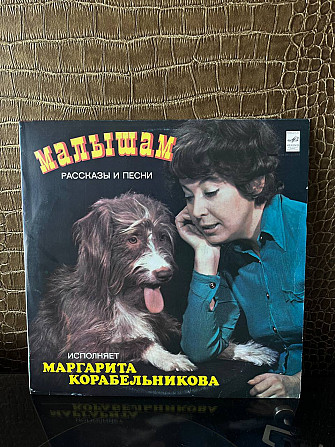 Малышам
РАССКАЗЫ И ПЕСНИ
ИСПОЛНЯЕТ
МАРГАРИТА
КОРАБЕЛЬНИКОВА